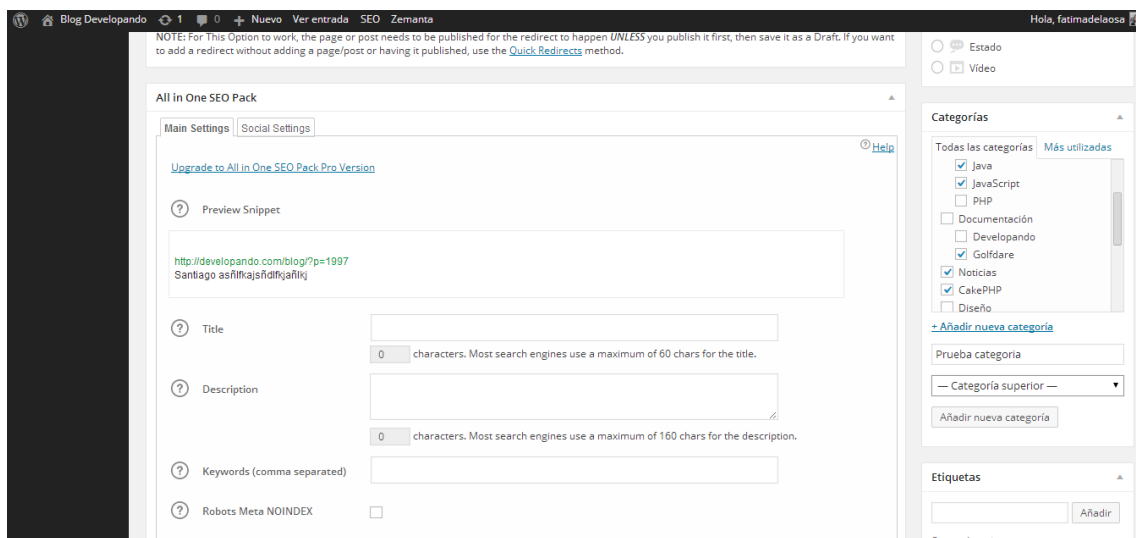 Blog Developando 1 0 + Nuevo Ver entrada SEO Zemanta Hola, fatimadelaosa
NOTE: For This Option to work, the page or post needs to be published for the redirect to happen UNLESS you publish it first, then save it as a Draft. If you want
to add a redirect without adding a page/post or having it published, use the Quick Redirects method.
All in One SEO Pack
Main Settings Social Settings
Help
Upgrade to All in One SEO Pack Pro Version
Preview Snippet
http://developando.com/blog/?p=1997
Santiago asñlfkajsñdlfkjañlkj
Title
0 characters. Most search engines use a maximum of 60 chars for the title.
Description
0 characters. Most search engines use a maximum of 160 chars for the description.
Keywords (comma separated)
Robots Meta NOINDEX
Estado
Vídeo
Categorías
Todas las categorías Más utilizadas
Java
JavaScript
PHP
Documentación
Developando
Golfdare
Noticias
CakePHP
Diseño
+ Añadir nueva categoría
Prueba categoria
— Categoría superior —
Añadir nueva categoría
Etiquetas
Añadir